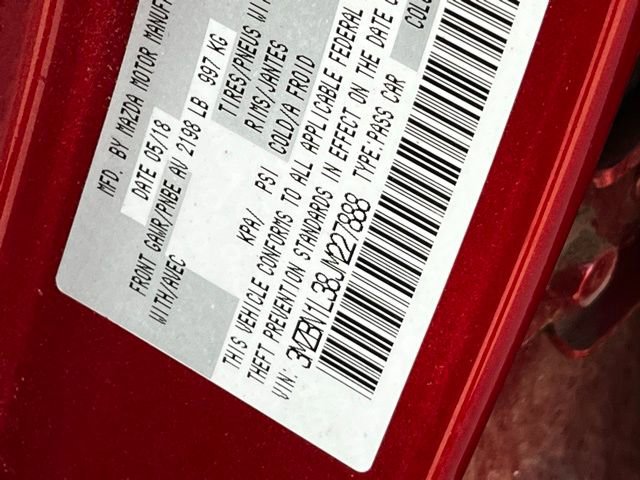 MFD. BY MAZDA MOTOR MANUF
DATE 05/18
FRONT GAWR/PNBE AV 2198 LB 997 KG
WITH/AVEC TIRES/PNEUS WI
RIMS/JANTES
KPA/ PSI COLD/A FROID
THIS VEHICLE CONFORMS TO ALL APPLICABLE FEDERAL
THEFT PREVENTION STANDARDS IN EFFECT ON THE DATE
VIN: 3MZBN1L38JM227888 TYPE:PASS CAR